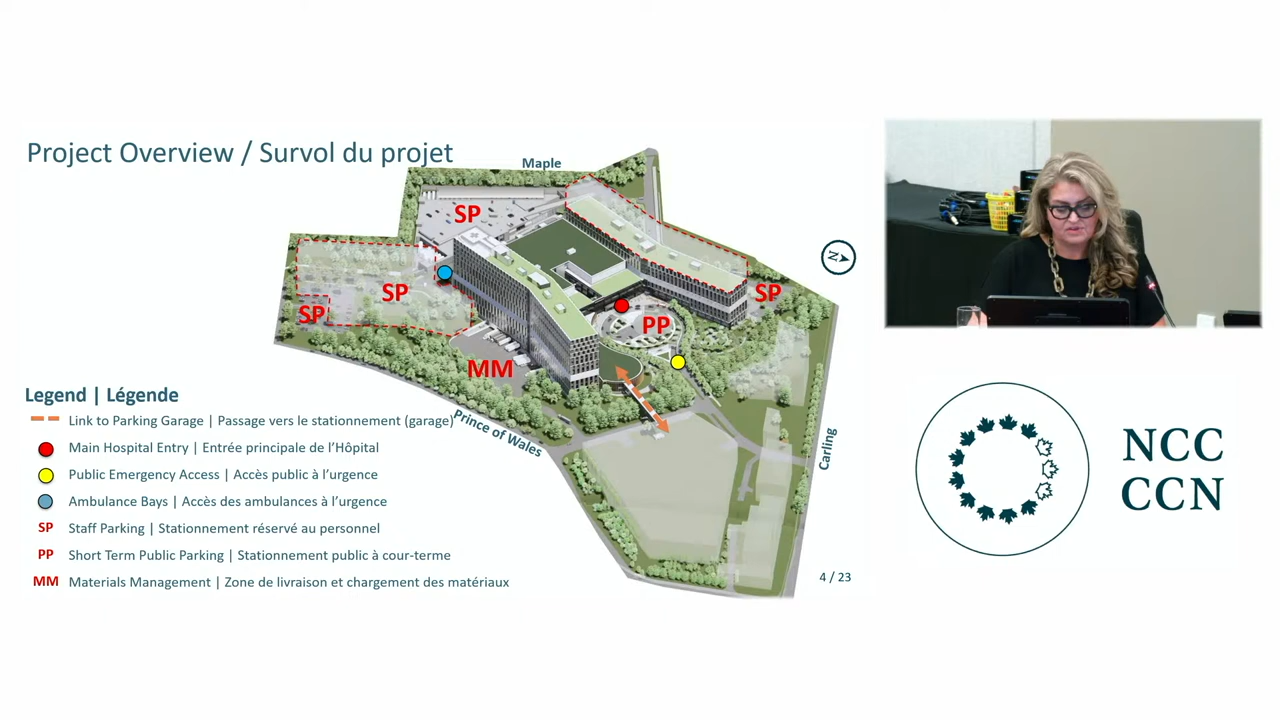 Project Overview / Survol du projet
Maple
SP
SP
SP
SP
PP
MM
N
Prince of Wales
Carling
Legend | Légende
Link to Parking Garage | Passage vers le stationnement (garage)
Main Hospital Entry | Entrée principale de l'Hôpital
Public Emergency Access | Accès public à l'urgence
Ambulance Bays | Accès des ambulances à l'urgence
SP Staff Parking | Stationnement réservé au personnel
PP Short Term Public Parking | Stationnement public à cour-terme
MM Materials Management | Zone de livraison et chargement des matériaux
4 / 23
NCC
CCN